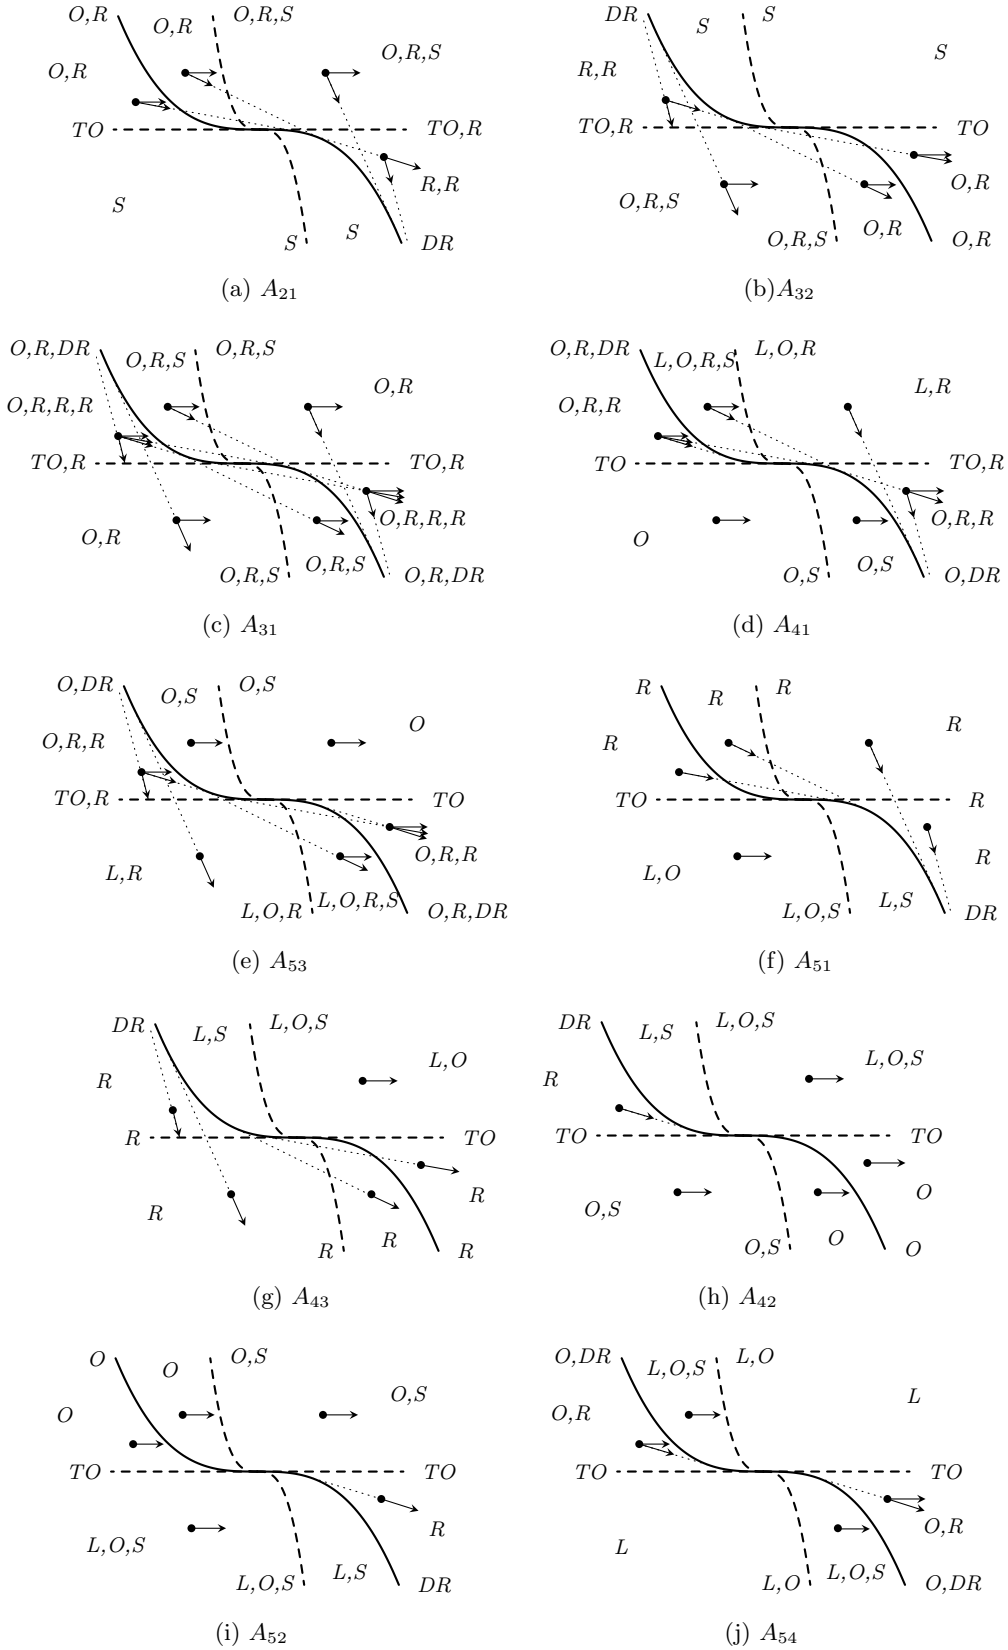 O,R O,R O,R,S DR S S
O,R O,R,S R,R S
TO TO,R TO,R TO
R,R O,R
S O,R,S O,R
S S DR O,R,S O,R
(a) A21 (b)A32
O,R,DR O,R,S O,R,S O,R,DR L,O,R,S L,O,R
O,R,R,R O,R O,R,R L,R
TO,R TO,R TO TO,R
O,R,R,R O,R,R
O,R O,R,S O O,S
O,R,S O,R,DR O,S O,DR
(c) A31 (d) A41
O,DR O,S O,S R R R
O,R,R O R R
TO,R TO TO R
O,R,R R
L,R L,O,R,S L,O L,S
L,O,R O,R,DR L,O,S DR
(e) A53 (f) A51
DR L,S L,O,S DR L,S L,O,S
R L,O R L,O,S
R TO TO TO
R O
R R O,S O
R R O,S O
(g) A43 (h) A42
O O O,S O,DR L,O,S L,O
O O,S O,R L
TO TO TO TO
R O,R
L,O,S L,S L L,O,S
L,O,S DR L,O O,DR
(i) A52 (j) A54